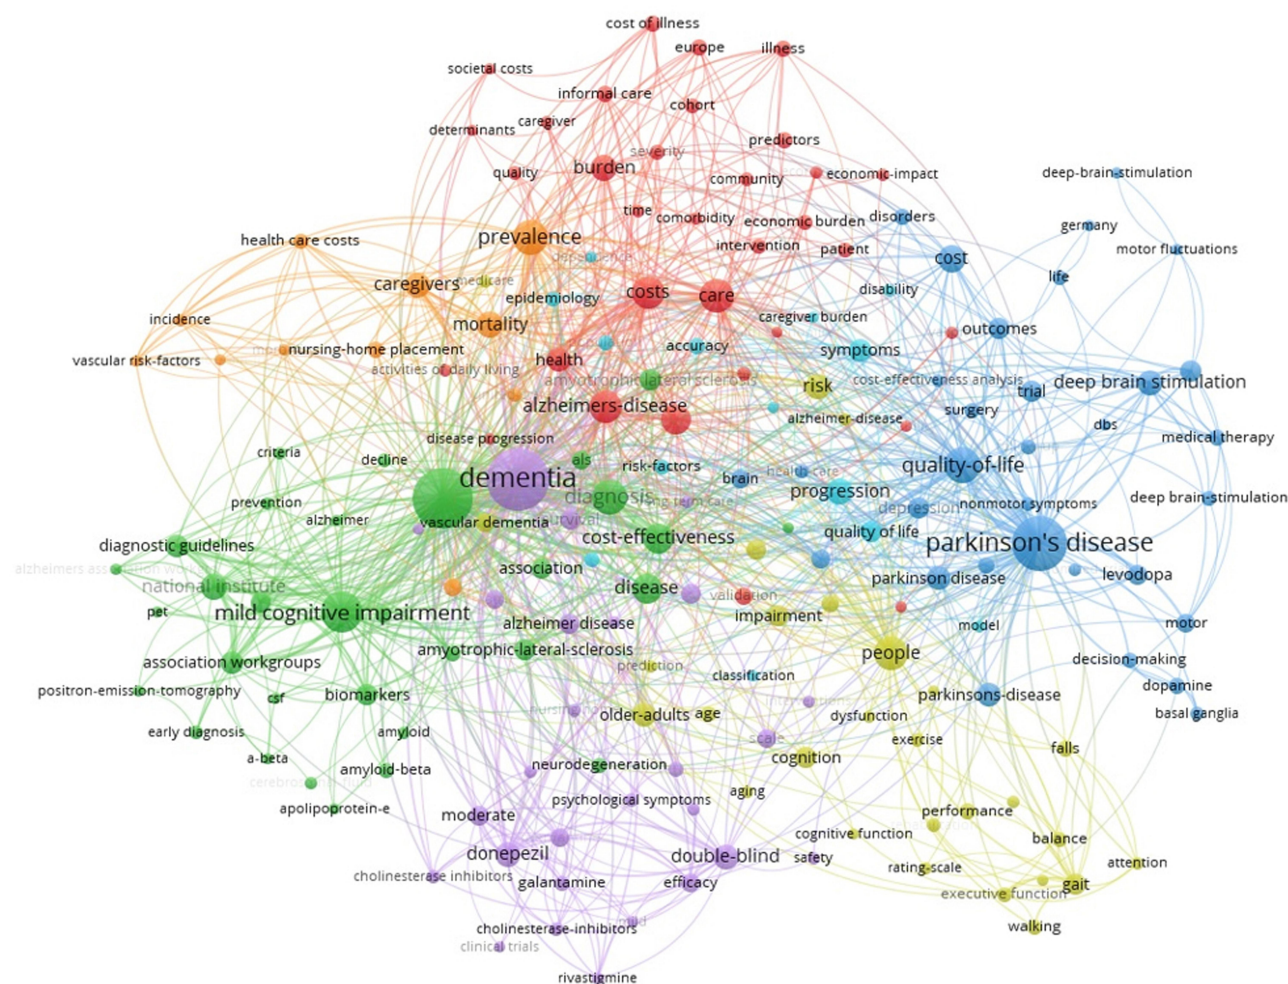 cost of illness
europe
illness
societal costs
informal care
cohort
caregiver
determinants
predictors
severity
burden
quality
community
economic-impact
deep-brain-stimulation
time
comorbidity
economic burden
disorders
germany
prevalence
health care costs
intervention
patient
motor fluctuations
dependence
cost
caregivers
medicare
life
epidemiology
costs
care
disability
incidence
mortality
caregiver burden
outcomes
accuracy
symptoms
nursing-home placement
vascular risk-factors
health
activities of daily living
amyotrophic lateral sclerosis
risk
cost-effectiveness analysis
deep brain stimulation
trial
alzheimers-disease
surgery
alzheimer-disease
dbs
disease progression
medical therapy
criteria
decline
als
risk-factors
quality-of-life
dementia
brain
health-care
progression
diagnosis
long-term care
deep brain-stimulation
prevention
nonmotor symptoms
depression
alzheimer
vascular dementia
survival
quality of life
cost-effectiveness
parkinson's disease
diagnostic guidelines
association
alzheimers association workgr
levodopa
parkinson disease
national institute
disease
validation
pet
mild cognitive impairment
impairment
alzheimer disease
model
motor
amyotrophic-lateral-sclerosis
people
association workgroups
prediction
decision-making
classification
positron-emission-tomography
csf
biomarkers
parkinsons-disease
dopamine
older-adults
age
dysfunction
basal ganglia
early diagnosis
amyloid
scale
exercise
falls
a-beta
amyloid-beta
neurodegeneration
cognition
cerebrospinal-fluid
aging
psychological symptoms
apolipoprotein-e
moderate
performance
cognitive function
balance
donepezil
double-blind
safety
attention
rating-scale
cholinesterase inhibitors
galantamine
efficacy
gait
executive function
mild
cholinesterase-inhibitors
walking
clinical trials
rivastigmine